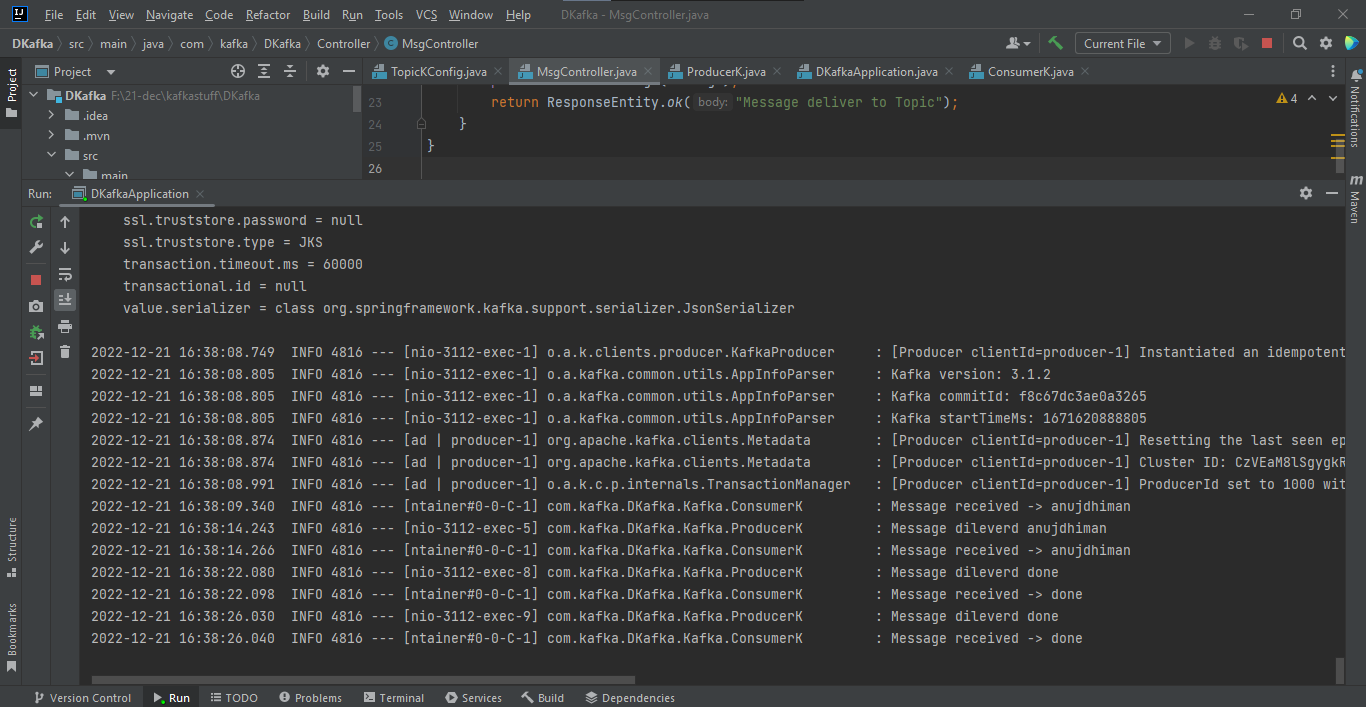 File Edit View Navigate Code Refactor Build Run Tools VCS Window Help DKafka - MsgController.java
DKafka src main java com kafka DKafka Controller MsgController Current File
Project TopicKConfig.java MsgController.java ProducerK.java DKafkaApplication.java ConsumerK.java
DKafka F:\21-dec\kafkastuff\DKafka
.idea
.mvn
src
main
23 return ResponseEntity.ok( body: "Message deliver to Topic");
24 }
25 }
26
4
Project
Notifications
Maven
Structure
Bookmarks
Run: DKafkaApplication
ssl.truststore.password = null
ssl.truststore.type = JKS
transaction.timeout.ms = 60000
transactional.id = null
value.serializer = class org.springframework.kafka.support.serializer.JsonSerializer
2022-12-21 16:38:08.749 INFO 4816 --- [nio-3112-exec-1] o.a.k.clients.producer.KafkaProducer : [Producer clientId=producer-1] Instantiated an idempotent
2022-12-21 16:38:08.805 INFO 4816 --- [nio-3112-exec-1] o.a.kafka.common.utils.AppInfoParser : Kafka version: 3.1.2
2022-12-21 16:38:08.805 INFO 4816 --- [nio-3112-exec-1] o.a.kafka.common.utils.AppInfoParser : Kafka commitId: f8c67dc3ae0a3265
2022-12-21 16:38:08.805 INFO 4816 --- [nio-3112-exec-1] o.a.kafka.common.utils.AppInfoParser : Kafka startTimeMs: 1671620888805
2022-12-21 16:38:08.874 INFO 4816 --- [ad | producer-1] org.apache.kafka.clients.Metadata : [Producer clientId=producer-1] Resetting the last seen ep
2022-12-21 16:38:08.874 INFO 4816 --- [ad | producer-1] org.apache.kafka.clients.Metadata : [Producer clientId=producer-1] Cluster ID: CzVEaM8lSgygkR
2022-12-21 16:38:08.991 INFO 4816 --- [ad | producer-1] o.a.k.c.p.internals.TransactionManager : [Producer clientId=producer-1] ProducerId set to 1000 wit
2022-12-21 16:38:09.340 INFO 4816 --- [ntainer#0-0-C-1] com.kafka.DKafka.Kafka.ConsumerK : Message received -> anujdhiman
2022-12-21 16:38:14.243 INFO 4816 --- [nio-3112-exec-5] com.kafka.DKafka.Kafka.ProducerK : Message dileverd anujdhiman
2022-12-21 16:38:14.266 INFO 4816 --- [ntainer#0-0-C-1] com.kafka.DKafka.Kafka.ConsumerK : Message received -> anujdhiman
2022-12-21 16:38:22.080 INFO 4816 --- [nio-3112-exec-8] com.kafka.DKafka.Kafka.ProducerK : Message dileverd done
2022-12-21 16:38:22.098 INFO 4816 --- [ntainer#0-0-C-1] com.kafka.DKafka.Kafka.ConsumerK : Message received -> done
2022-12-21 16:38:26.030 INFO 4816 --- [nio-3112-exec-9] com.kafka.DKafka.Kafka.ProducerK : Message dileverd done
2022-12-21 16:38:26.040 INFO 4816 --- [ntainer#0-0-C-1] com.kafka.DKafka.Kafka.ConsumerK : Message received -> done
Version Control Run TODO Problems Terminal Services Build Dependencies